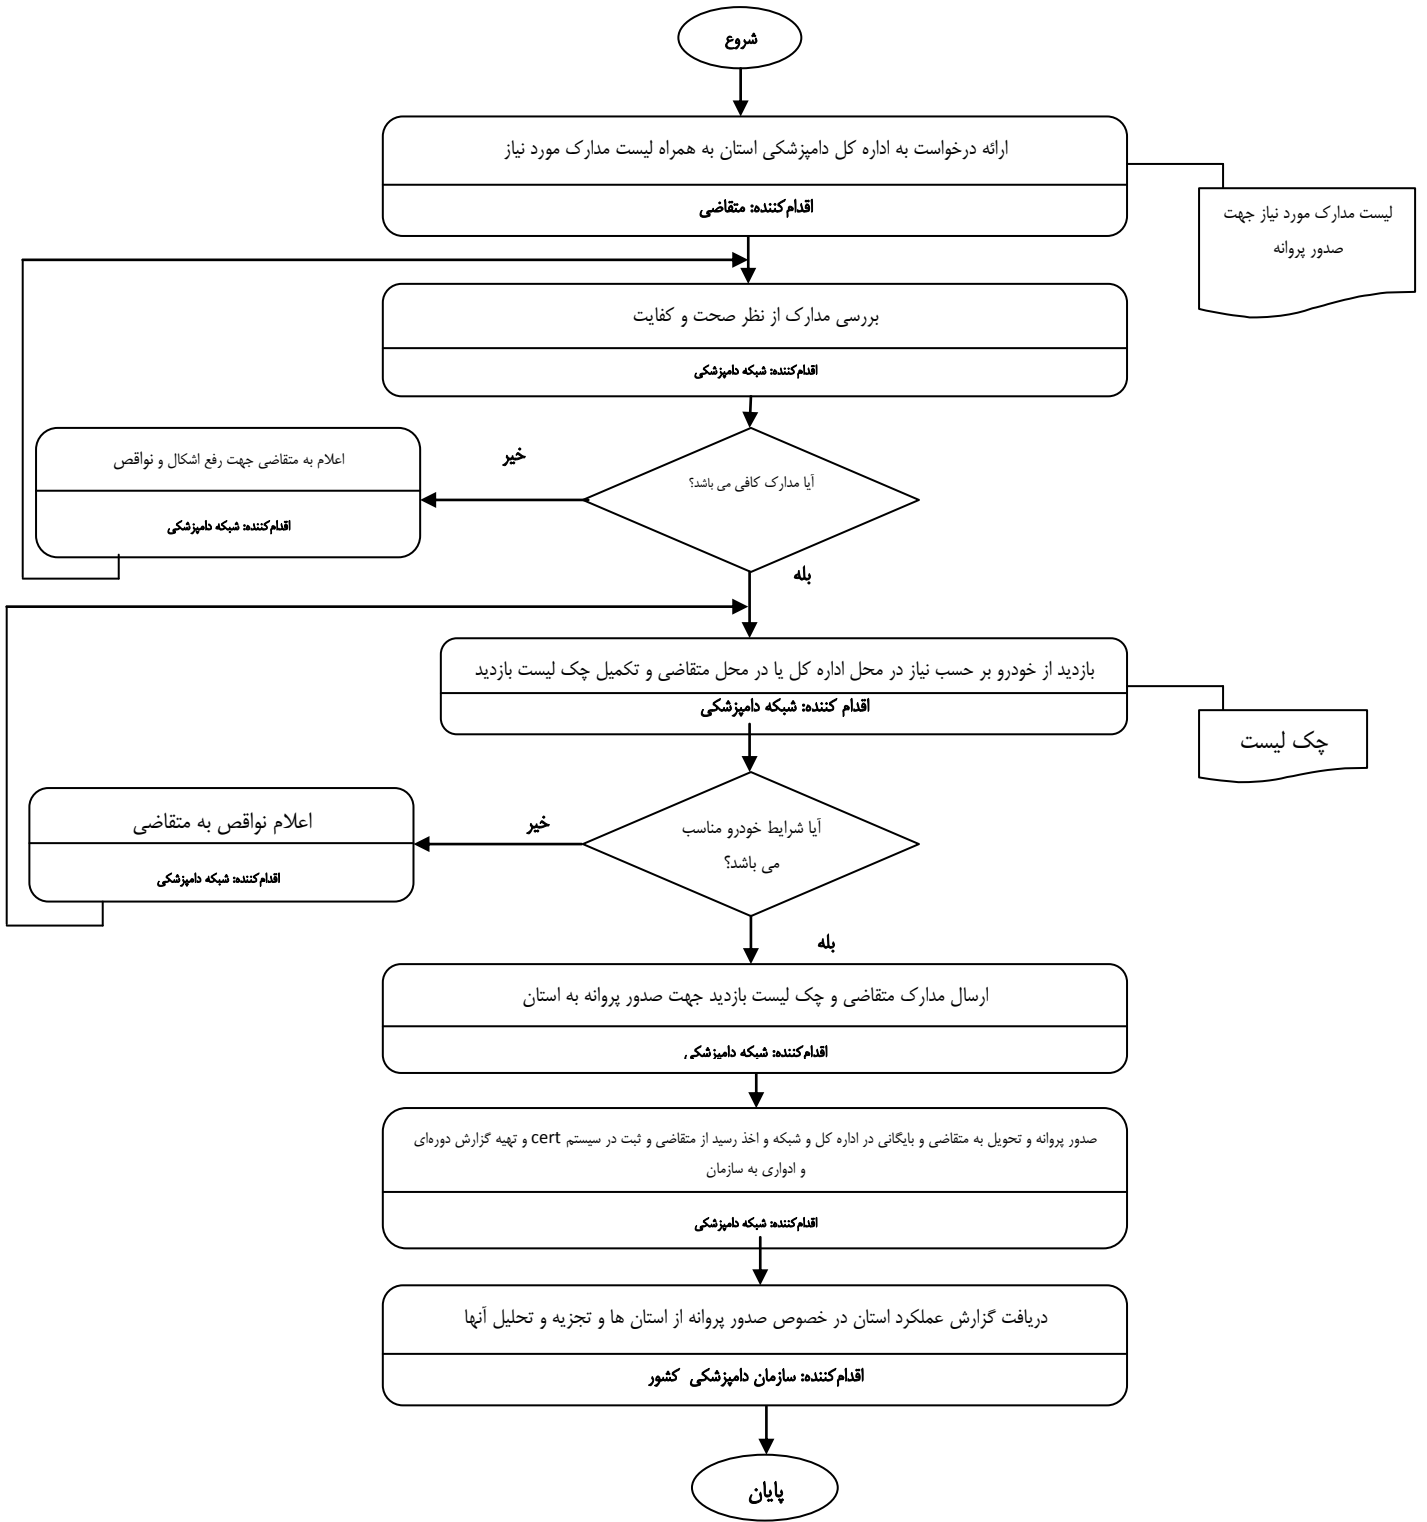 شروع
ارائه درخواست به اداره کل دامپزشکی استان به همراه لیست مدارک مورد نیاز
اقدام‌کننده: متقاضی
لیست مدارک مورد نیاز جهت
صدور پروانه
بررسی مدارک از نظر صحت و کفایت
اقدام‌کننده: شبکه دامپزشکی
آیا مدارک کافی می باشد؟
خیر
اعلام به متقاضی جهت رفع اشکال و نواقص
اقدام‌کننده: شبکه دامپزشکی
بله
بازدید از خودرو بر حسب نیاز در محل اداره کل یا در محل متقاضی و تکمیل چک لیست بازدید
اقدام کننده: شبکه دامپزشکی
چک لیست
آیا شرایط خودرو مناسب
می باشد؟
خیر
اعلام نواقص به متقاضی
اقدام‌کننده: شبکه دامپزشکی
بله
ارسال مدارک متقاضی و چک لیست بازدید جهت صدور پروانه به استان
اقدام‌کننده: شبکه دامپزشکی
صدور پروانه و تحویل به متقاضی و بایگانی در اداره کل و شبکه و اخذ رسید از متقاضی و ثبت در سیستم cert و تهیه گزارش دوره‌ای
و ادواری به سازمان
اقدام‌کننده: شبکه دامپزشکی
دریافت گزارش عملکرد استان در خصوص صدور پروانه از استان ها و تجزیه و تحلیل آنها
اقدام‌کننده: سازمان دامپزشکی کشور
پایان